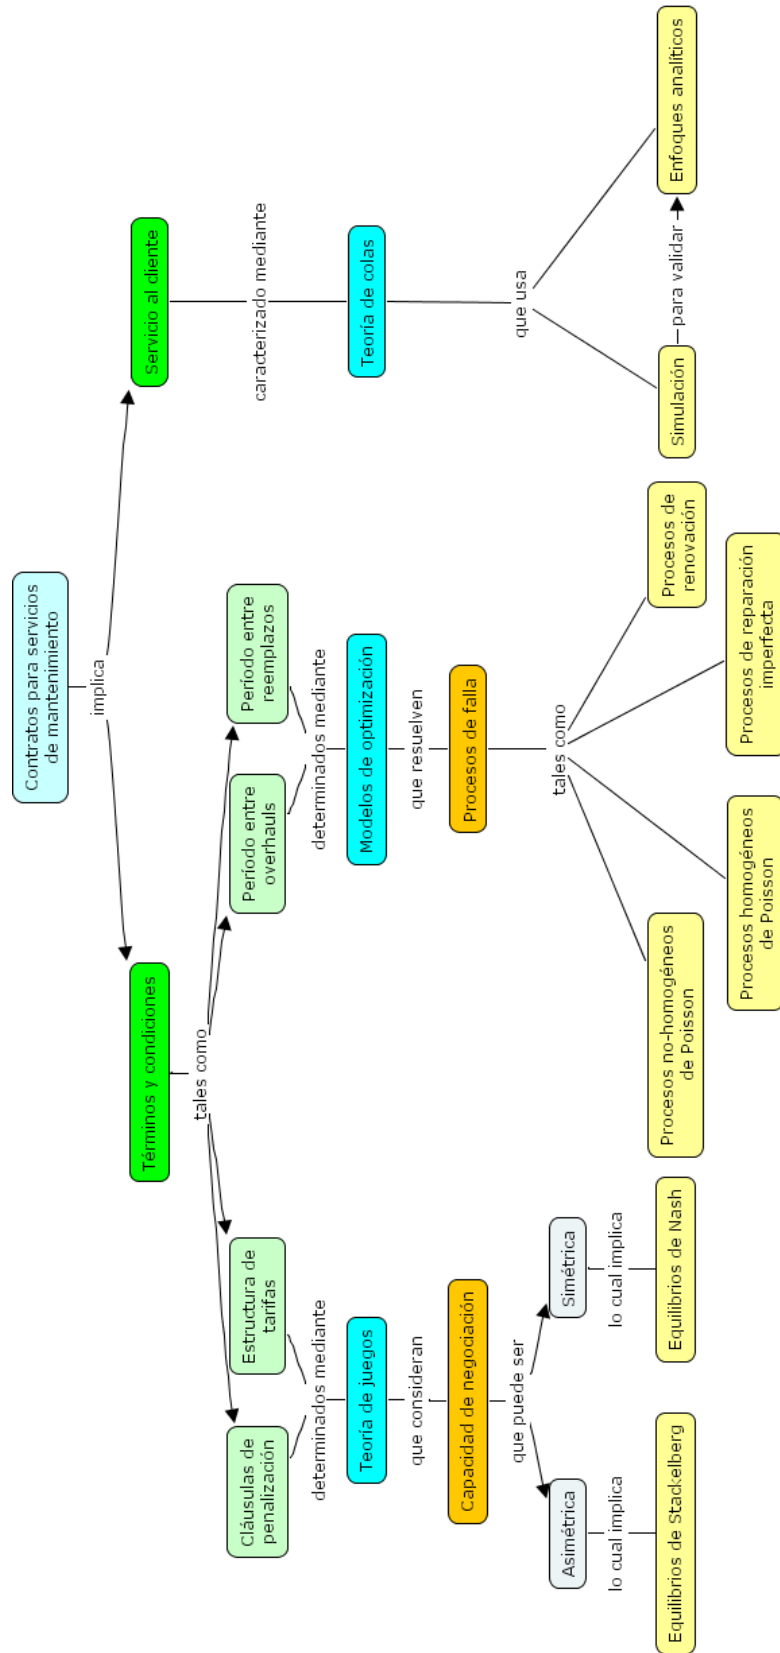 Contratos para servicios
de mantenimiento
implica
Términos y condiciones
Servicio al cliente
tales como
caracterizado mediante
Cláusulas de
penalización
Estructura de
tarifas
Período entre
overhauls
Período entre
reemplazos
determinados mediante
determinados mediante
Teoría de juegos
Modelos de optimización
Teoría de colas
que consideran
que resuelven
Capacidad de negociación
Procesos de falla
que usa
que puede ser
tales como
Asimétrica
Simétrica
lo cual implica
lo cual implica
Equilibrios de Stackelberg
Equilibrios de Nash
Procesos no-homogéneos
de Poisson
Procesos homogéneos
de Poisson
Procesos de reparación
imperfecta
Procesos de
renovación
Simulación
para validar
Enfoques analíticos